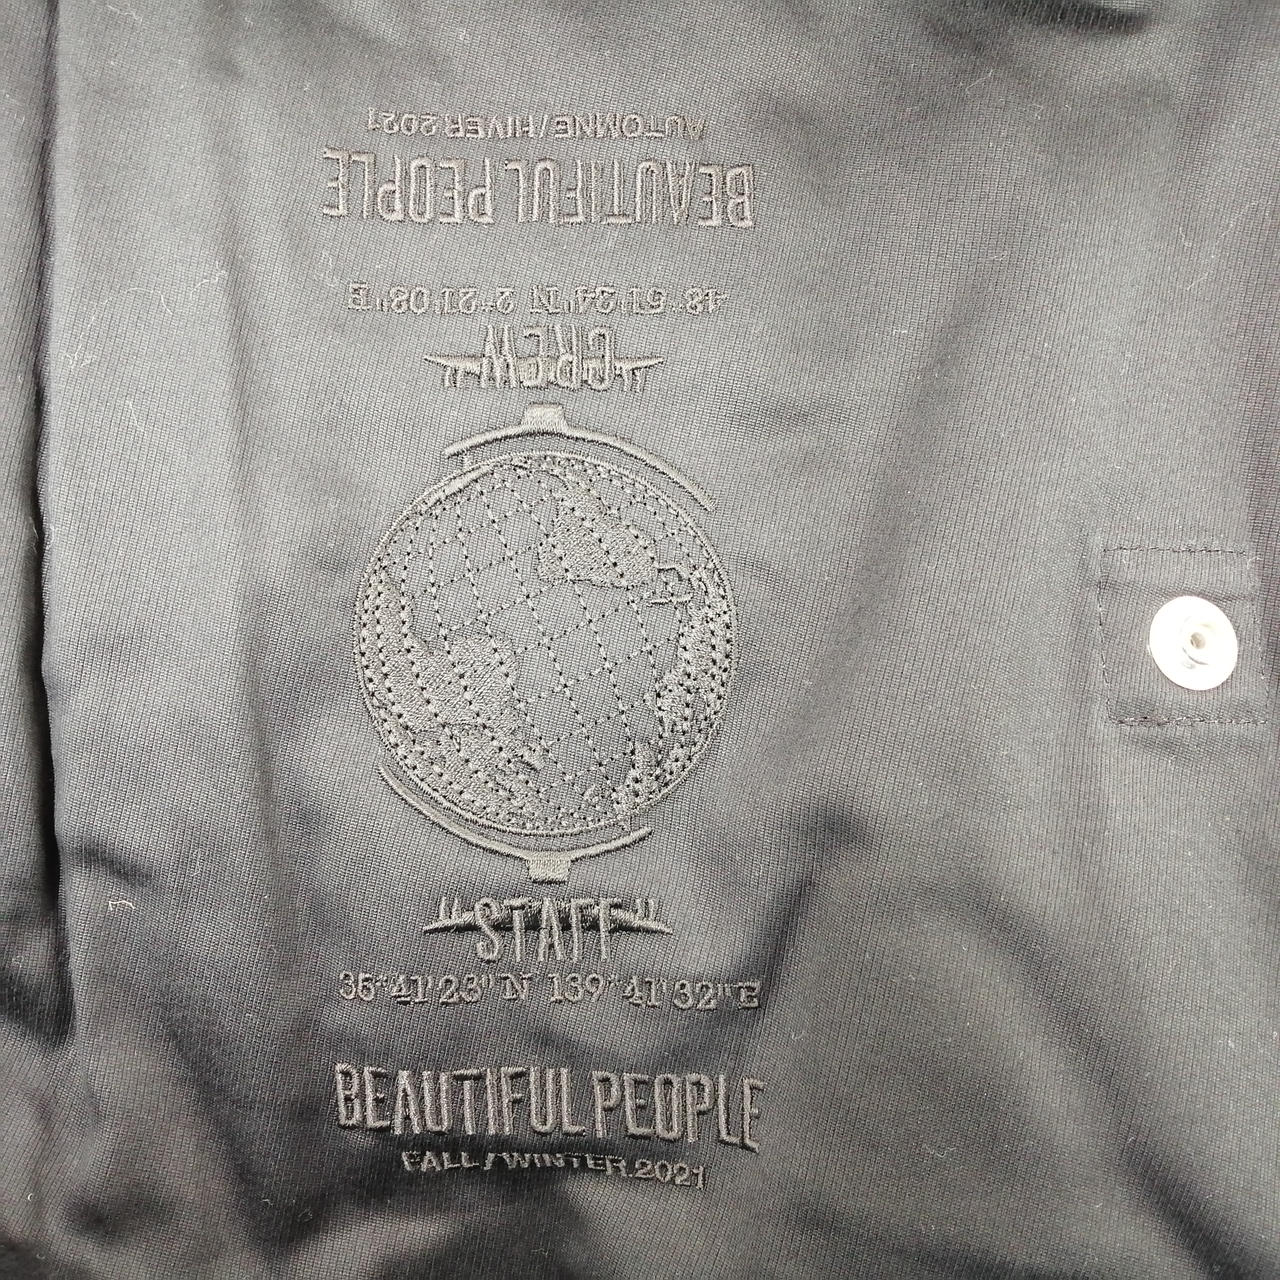 AUTOMNE/HIVER 2021
BEAUTIFUL PEOPLE
48°51'24"N 2°21'08"E
"CREW"
"STAFF"
35°41'23"N 139°41'32"E
BEAUTIFUL PEOPLE
FALL/WINTER.2021